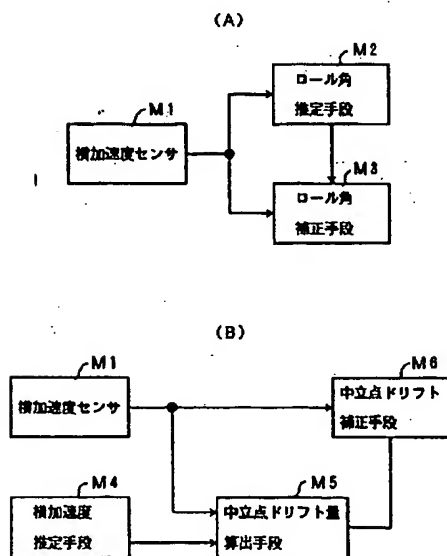 (A)
M2
ロール角
推定手段
M1
横加速度センサ
M3
ロール角
補正手段
(B)
M1
横加速度センサ
M6
中立点ドリフト
補正手段
M4
横加速度
推定手段
M5
中立点ドリフト量
算出手段